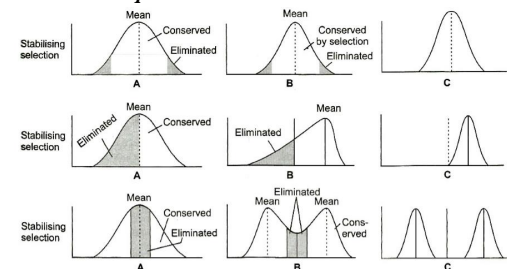 Mean
Conserved
Eliminated
Stabilising
selection
A
Mean
Conserved
by selection
Eliminated
B
C
Mean
Eliminated
Conserved
Stabilising
selection
A
Mean
Eliminated
B
C
Mean
Conserved
Eliminated
Stabilising
selection
A
Eliminated
Mean
Mean
Cons-
erved
B
C